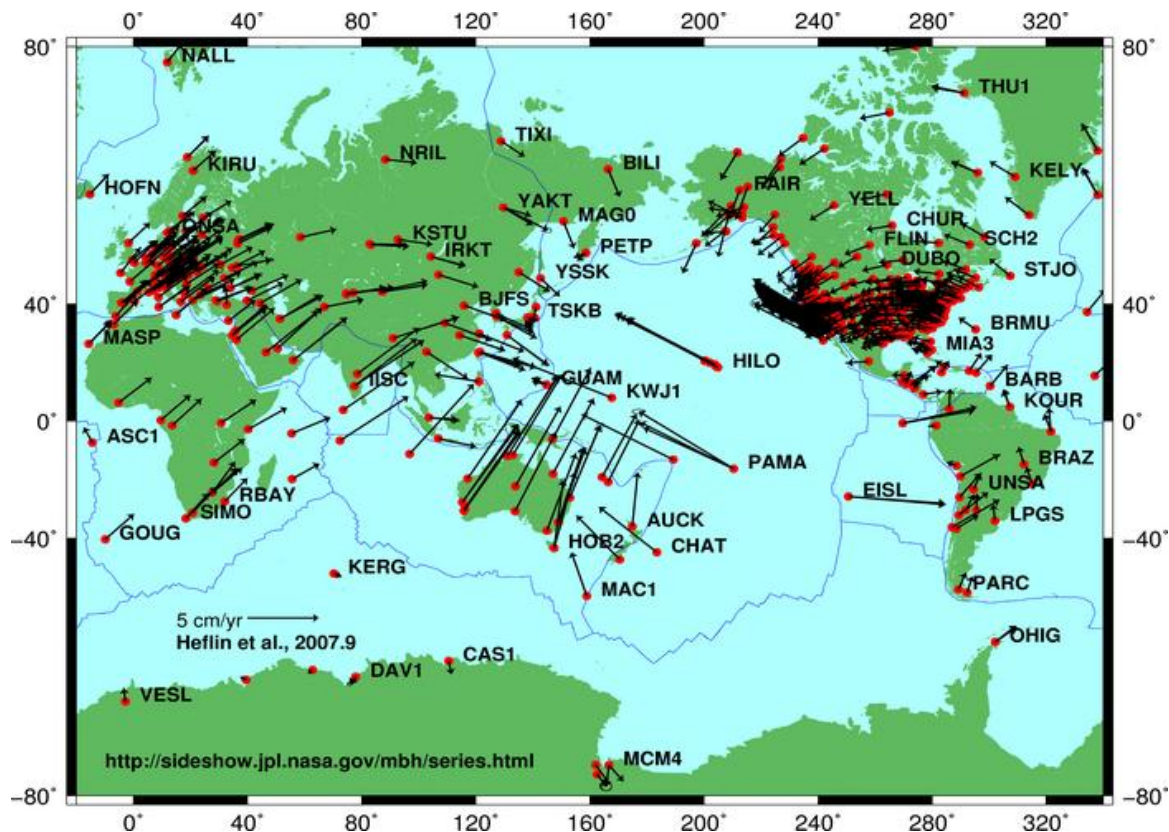 0° 40° 80° 120° 160° 200° 240° 280° 320°
80° 80°
NALL
THU1
TIXI
KIRU NRIL BILI
HOFN KELY
FAIR
YAKT YELL
MAG0
ONSA CHUR
KSTU FLIN SCH2
IRKT PETP
YSSK DUBO STJO
40° BJFS TSKB 40°
MASP BRMU
HILO MIA3
IISC GUAM
KWJ1 BARB
KOUR
0° 0°
ASC1
PAMA BRAZ
RBAY EISL UNSA
SIMO LPGS
GOUG AUCK
-40° HOB2 CHAT -40°
KERG
MAC1 PARC
5 cm/yr
Heflin et al., 2007.9
OHIG
CAS1
DAV1
VESL
http://sideshow.jpl.nasa.gov/mbh/series.html MCM4
-80° -80°
0° 40° 80° 120° 160° 200° 240° 280° 320°